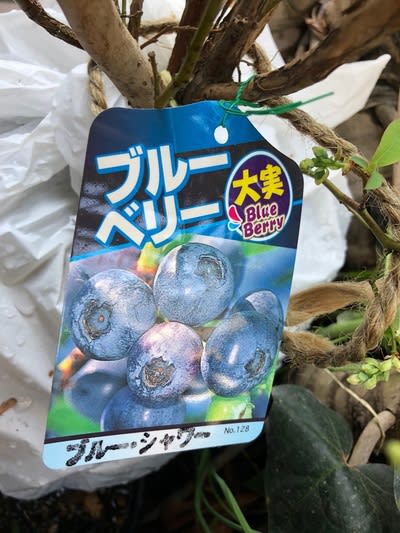 ブルー
ベリー
大実
Blue
Berry
ブルー・シャワー
No.128